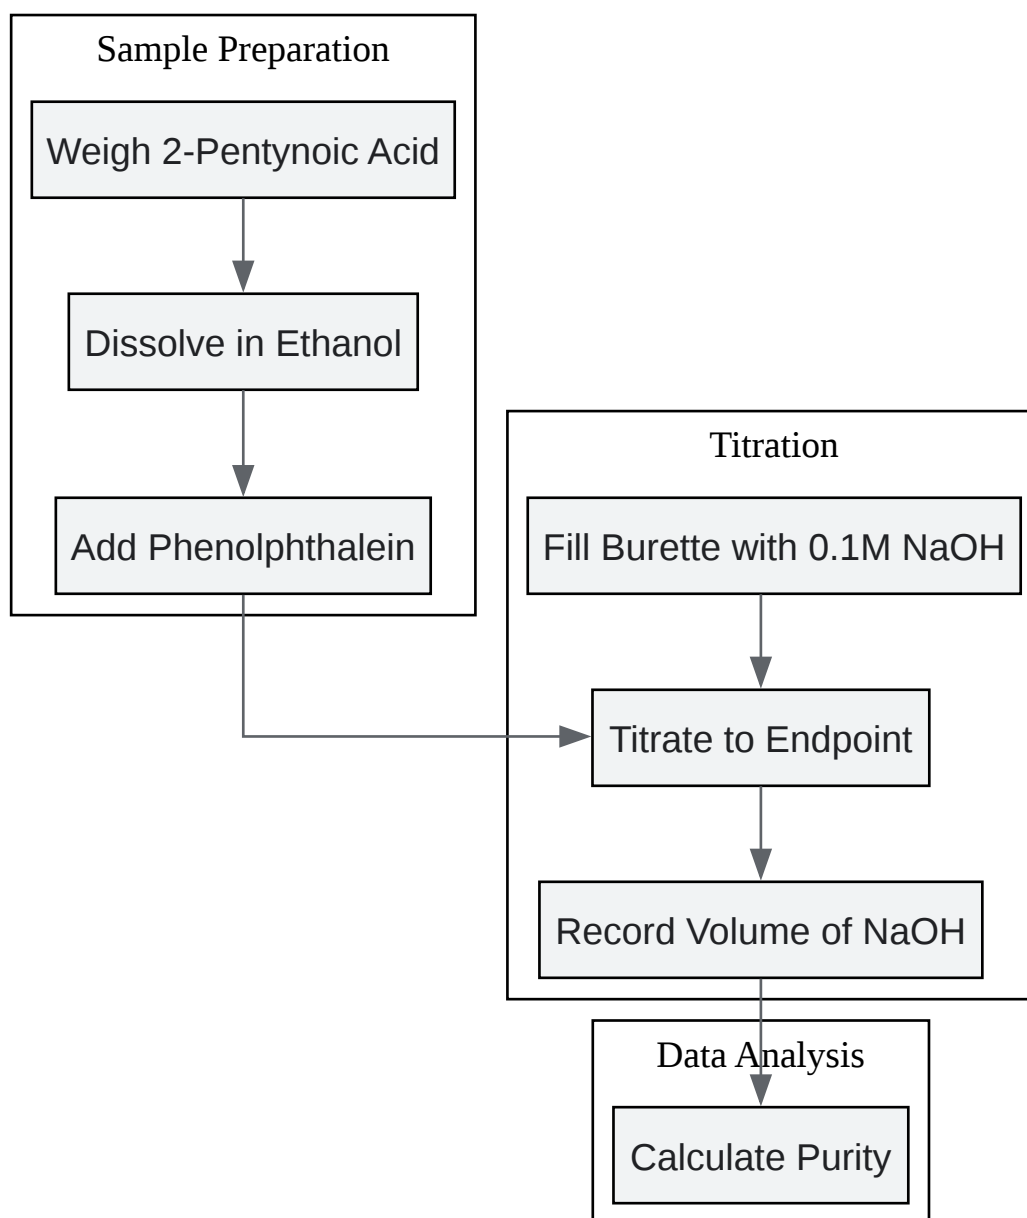 Sample Preparation
Weigh 2-Pentynoic Acid
Dissolve in Ethanol
Add Phenolphthalein
Titration
Fill Burette with 0.1M NaOH
Titrate to Endpoint
Record Volume of NaOH
Data Analysis
Calculate Purity